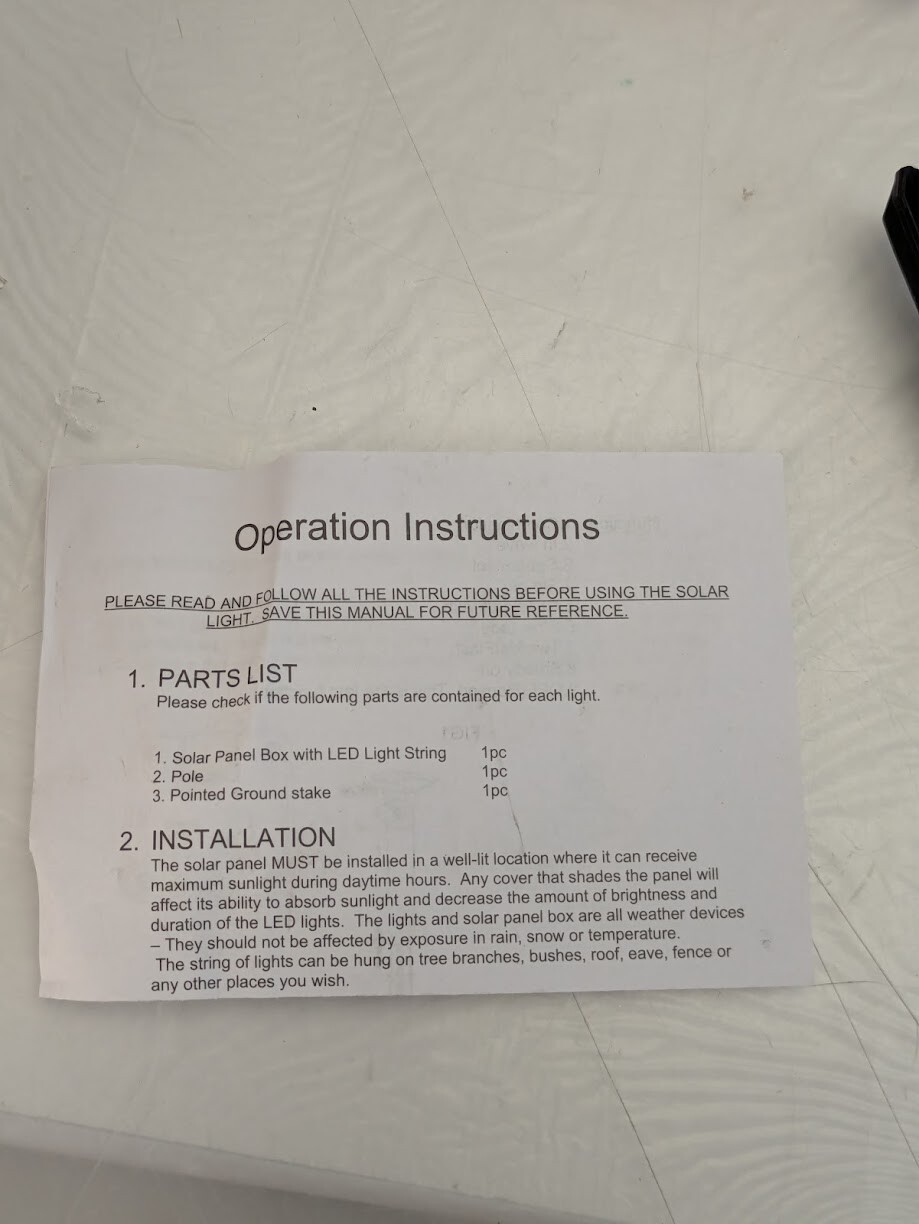 Operation Instructions
PLEASE READ AND FOLLOW ALL THE INSTRUCTIONS BEFORE USING THE SOLAR
LIGHT. SAVE THIS MANUAL FOR FUTURE REFERENCE.
1. PARTS LIST
Please check if the following parts are contained for each light.
1. Solar Panel Box with LED Light String 1pc
2. Pole 1pc
3. Pointed Ground stake 1pc
2. INSTALLATION
The solar panel MUST be installed in a well-lit location where it can receive
maximum sunlight during daytime hours. Any cover that shades the panel will
affect its ability to absorb sunlight and decrease the amount of brightness and
duration of the LED lights. The lights and solar panel box are all weather devices
– They should not be affected by exposure in rain, snow or temperature.
The string of lights can be hung on tree branches, bushes, roof, eave, fence or
any other places you wish.